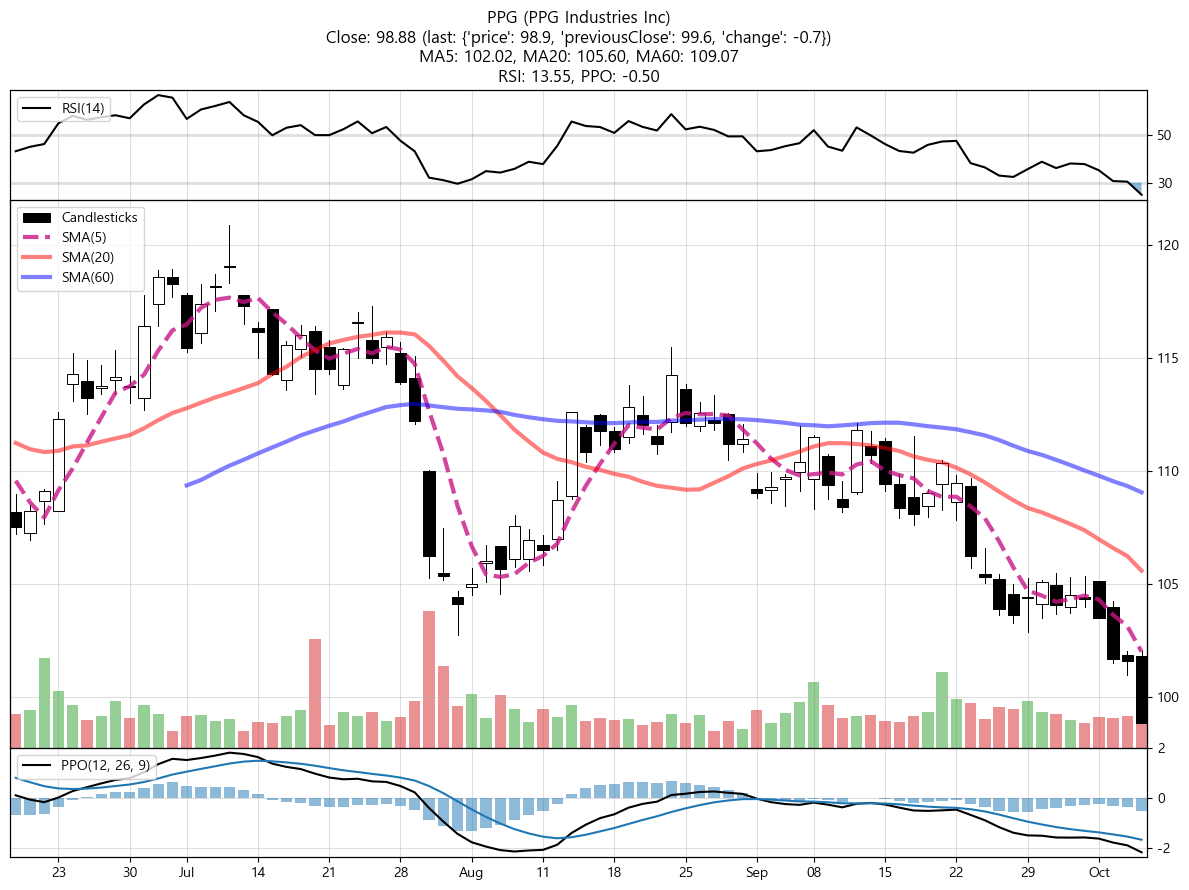 PPG (PPG Industries Inc)
Close: 98.88 (last: {'price': 98.9, 'previousClose': 99.6, 'change': -0.7})
MA5: 102.02, MA20: 105.60, MA60: 109.07
RSI: 13.55, PPO: -0.50
RSI(14)
50
30
Candlesticks
SMA(5)
SMA(20)
SMA(60)
120
115
110
105
100
PPO(12, 26, 9)
2
0
-2
23 30 Jul 14 21 28 Aug 11 18 25 Sep 08 15 22 29 Oct